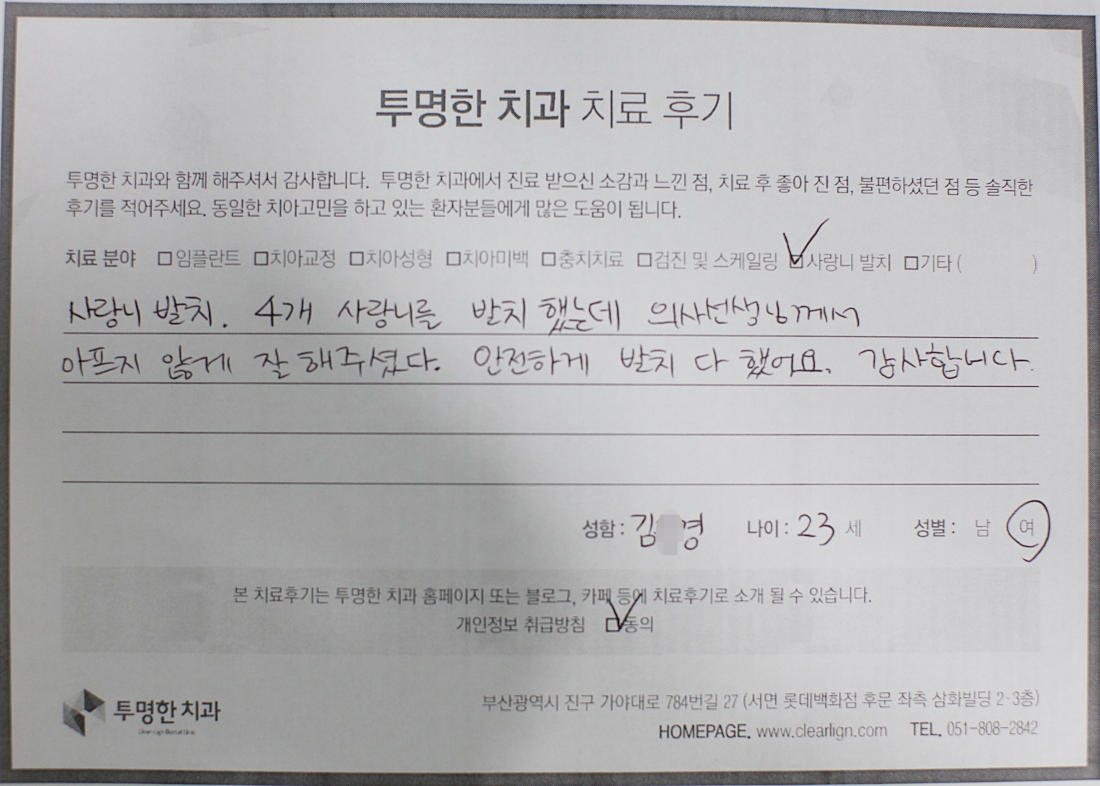 투명한 치과 치료 후기
투명한 치과와 함께 해주셔서 감사합니다. 투명한 치과에서 진료 받으신 소감과 느낀 점, 치료 후 좋아 진 점, 불편하셨던 점 등 솔직한
후기를 적어주세요. 동일한 치아고민을 하고 있는 환자분들에게 많은 도움이 됩니다.
치료 분야 □임플란트 □치아교정 □치아성형 □치아미백 □충치치료 □검진 및 스케일링 ☑사랑니 발치 □기타 ( )
사랑니 발치. 4개 사랑니를 발치 했는데 의사선생님께서
아프지 않게 잘 해주셨다. 안전하게 발치 다 했어요. 감사합니다.
성함 : 김 경 나이 : 23 세 성별 : 남 여
본 치료후기는 투명한 치과 홈페이지 또는 블로그, 카페 등에 치료후기로 소개 될 수 있습니다.
개인정보 취급방침 ☑동의
투명한 치과
부산광역시 진구 가야대로 784번길 27 (서면 롯데백화점 후문 좌측 삼화빌딩 2·3층)
HOMEPAGE. www.clearlign.com TEL. 051-808-2842